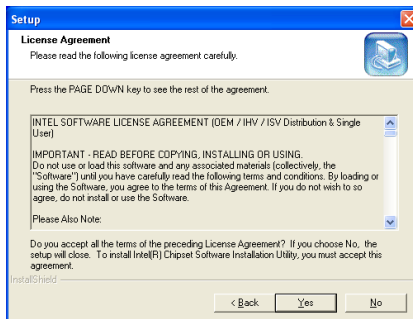 Setup
License Agreement
Please read the following license agreement carefully.
Press the PAGE DOWN key to see the rest of the agreement.
INTEL SOFTWARE LICENSE AGREEMENT (OEM / IHV / ISV Distribution & Single
User)
IMPORTANT - READ BEFORE COPYING, INSTALLING OR USING.
Do not use or load this software and any associated materials (collectively, the
"Software") until you have carefully read the following terms and conditions. By loading or
using the Software, you agree to the terms of this Agreement. If you do not wish to so
agree, do not install or use the Software.
Please Also Note:
Do you accept all the terms of the preceding License Agreement? If you choose No, the
setup will close. To install Intel(R) Chipset Software Installation Utility, you must accept this
agreement.
InstallShield
< Back Yes No